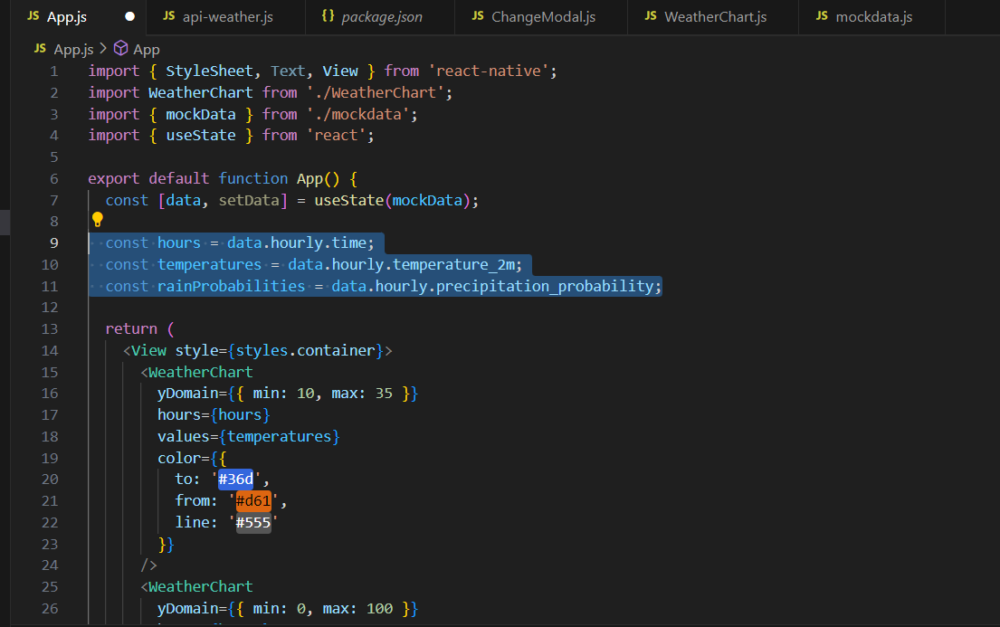 JS App.js ●
JS api-weather.js
{} package.json
JS ChangeModal.js
JS WeatherChart.js
JS mockdata.js
JS App.js > App
1 import { StyleSheet, Text, View } from 'react-native';
2 import WeatherChart from './WeatherChart';
3 import { mockData } from './mockdata';
4 import { useState } from 'react';
5
6 export default function App() {
7 const [data, setData] = useState(mockData);
8
9 const hours = data.hourly.time;
10 const temperatures = data.hourly.temperature_2m;
11 const rainProbabilities = data.hourly.precipitation_probability;
12
13 return (
14 <View style={styles.container}>
15 <WeatherChart
16 yDomain={{ min: 10, max: 35 }}
17 hours={hours}
18 values={temperatures}
19 color={{
20 to: '#36d',
21 from: '#d61',
22 line: '#555'
23 }}
24 />
25 <WeatherChart
26 yDomain={{ min: 0, max: 100 }}